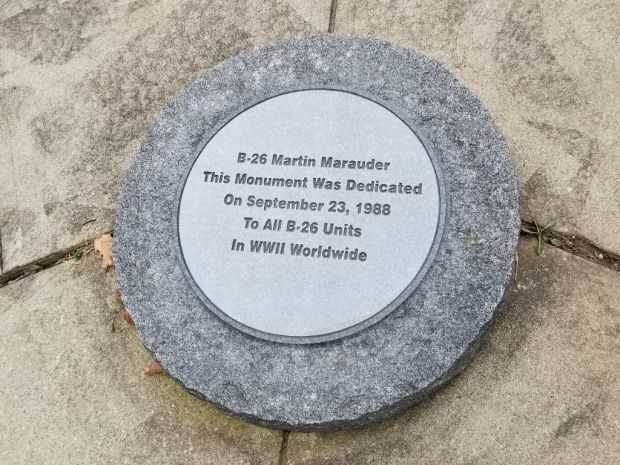 B-26 Martin Marauder
This Monument Was Dedicated
On September 23, 1988
To All B-26 Units
In WWII Worldwide